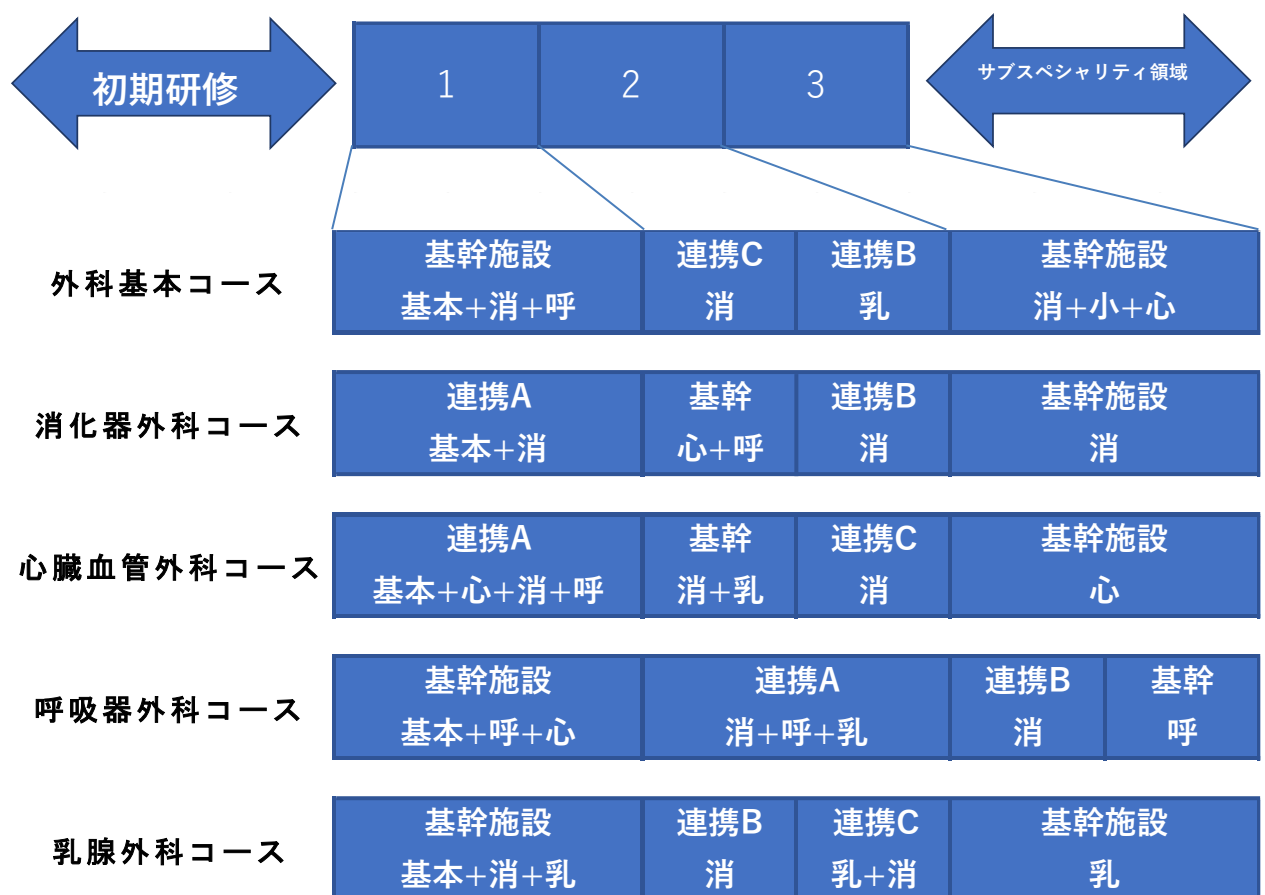 初期研修
1
2
3
サブスペシャリティ領域
外科基本コース
基幹施設
基本+消+呼
連携C
消
連携B
乳
基幹施設
消+小+心
消化器外科コース
連携A
基本+消
基幹
心+呼
連携B
消
基幹施設
消
心臓血管外科コース
連携A
基本+心+消+呼
基幹
消+乳
連携C
消
基幹施設
心
呼吸器外科コース
基幹施設
基本+呼+心
連携A
消+呼+乳
連携B
消
基幹
呼
乳腺外科コース
基幹施設
基本+消+乳
連携B
消
連携C
乳+消
基幹施設
乳